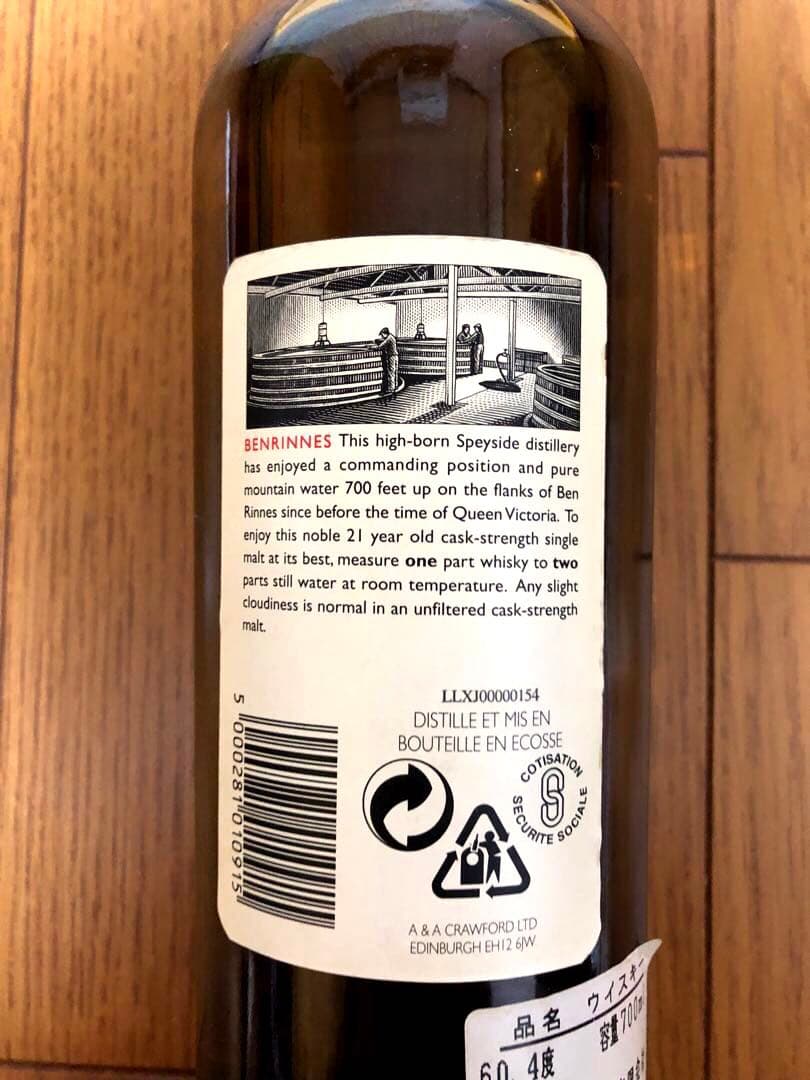 BENRINNES This high-born Speyside distillery
has enjoyed a commanding position and pure
mountain water 700 feet up on the flanks of Ben
Rinnes since before the time of Queen Victoria. To
enjoy this noble 21 year old cask-strength single
malt at its best, measure one part whisky to two
parts still water at room temperature. Any slight
cloudiness is normal in an unfiltered cask-strength
malt.
LLXJ00000154
DISTILLE ET MIS EN
BOUTEILLE EN ECOSSE
COTISATION
SECURITE SOCIALE
5 000281 010915
A & A CRAWFORD LTD
EDINBURGH EH12 6JW
品名 ウイスキー
60.4度 容量700ml